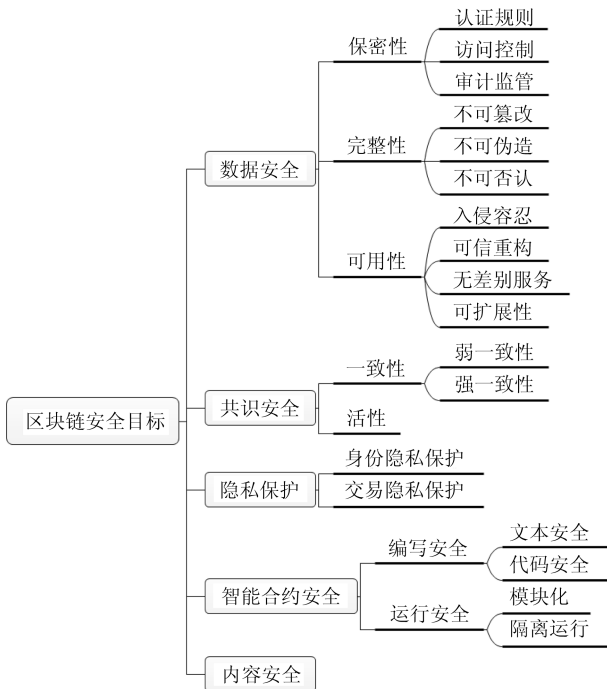 区块链安全目标
数据安全
保密性
认证规则
访问控制
审计监管
完整性
不可篡改
不可伪造
不可否认
可用性
入侵容忍
可信重构
无差别服务
可扩展性
共识安全
一致性
弱一致性
强一致性
活性
隐私保护
身份隐私保护
交易隐私保护
智能合约安全
编写安全
文本安全
代码安全
运行安全
模块化
隔离运行
内容安全